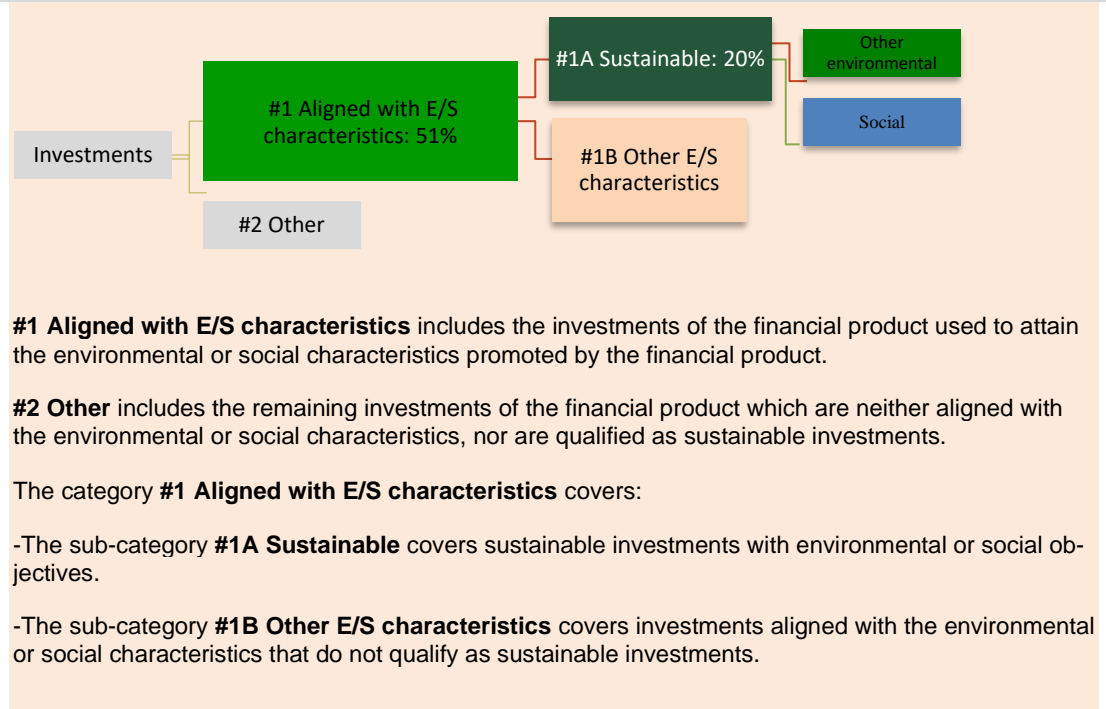 #1A Sustainable: 20%
Other
environmental
#1 Aligned with E/S
characteristics: 51%
Social
Investments
#1B Other E/S
characteristics
#2 Other
#1 Aligned with E/S characteristics includes the investments of the financial product used to attain
the environmental or social characteristics promoted by the financial product.
#2 Other includes the remaining investments of the financial product which are neither aligned with
the environmental or social characteristics, nor are qualified as sustainable investments.
The category #1 Aligned with E/S characteristics covers:
-The sub-category #1A Sustainable covers sustainable investments with environmental or social ob-
jectives.
-The sub-category #1B Other E/S characteristics covers investments aligned with the environmental
or social characteristics that do not qualify as sustainable investments.